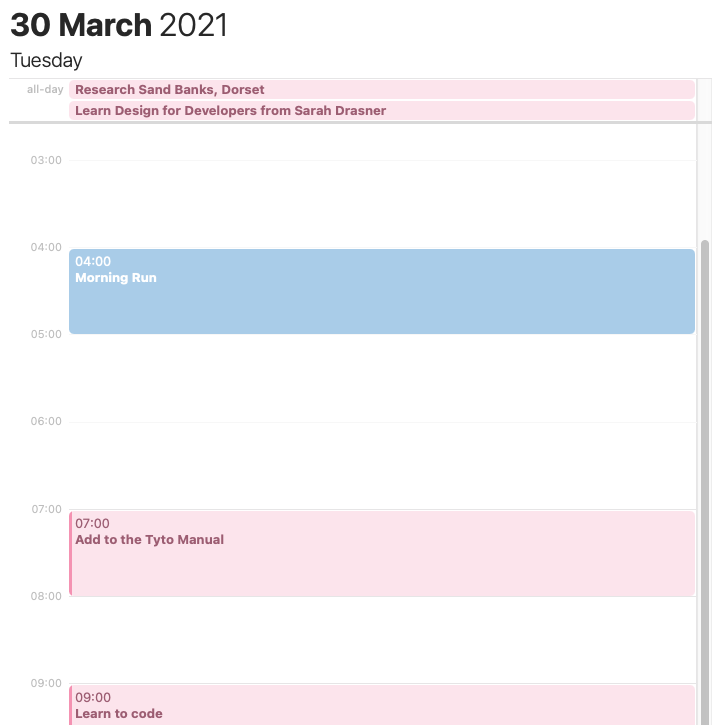 30 March 2021
Tuesday
all-day
Research Sand Banks, Dorset
Learn Design for Developers from Sarah Drasner
03:00
04:00
04:00
Morning Run
05:00
06:00
07:00
07:00
Add to the Tyto Manual
08:00
09:00
09:00
Learn to code